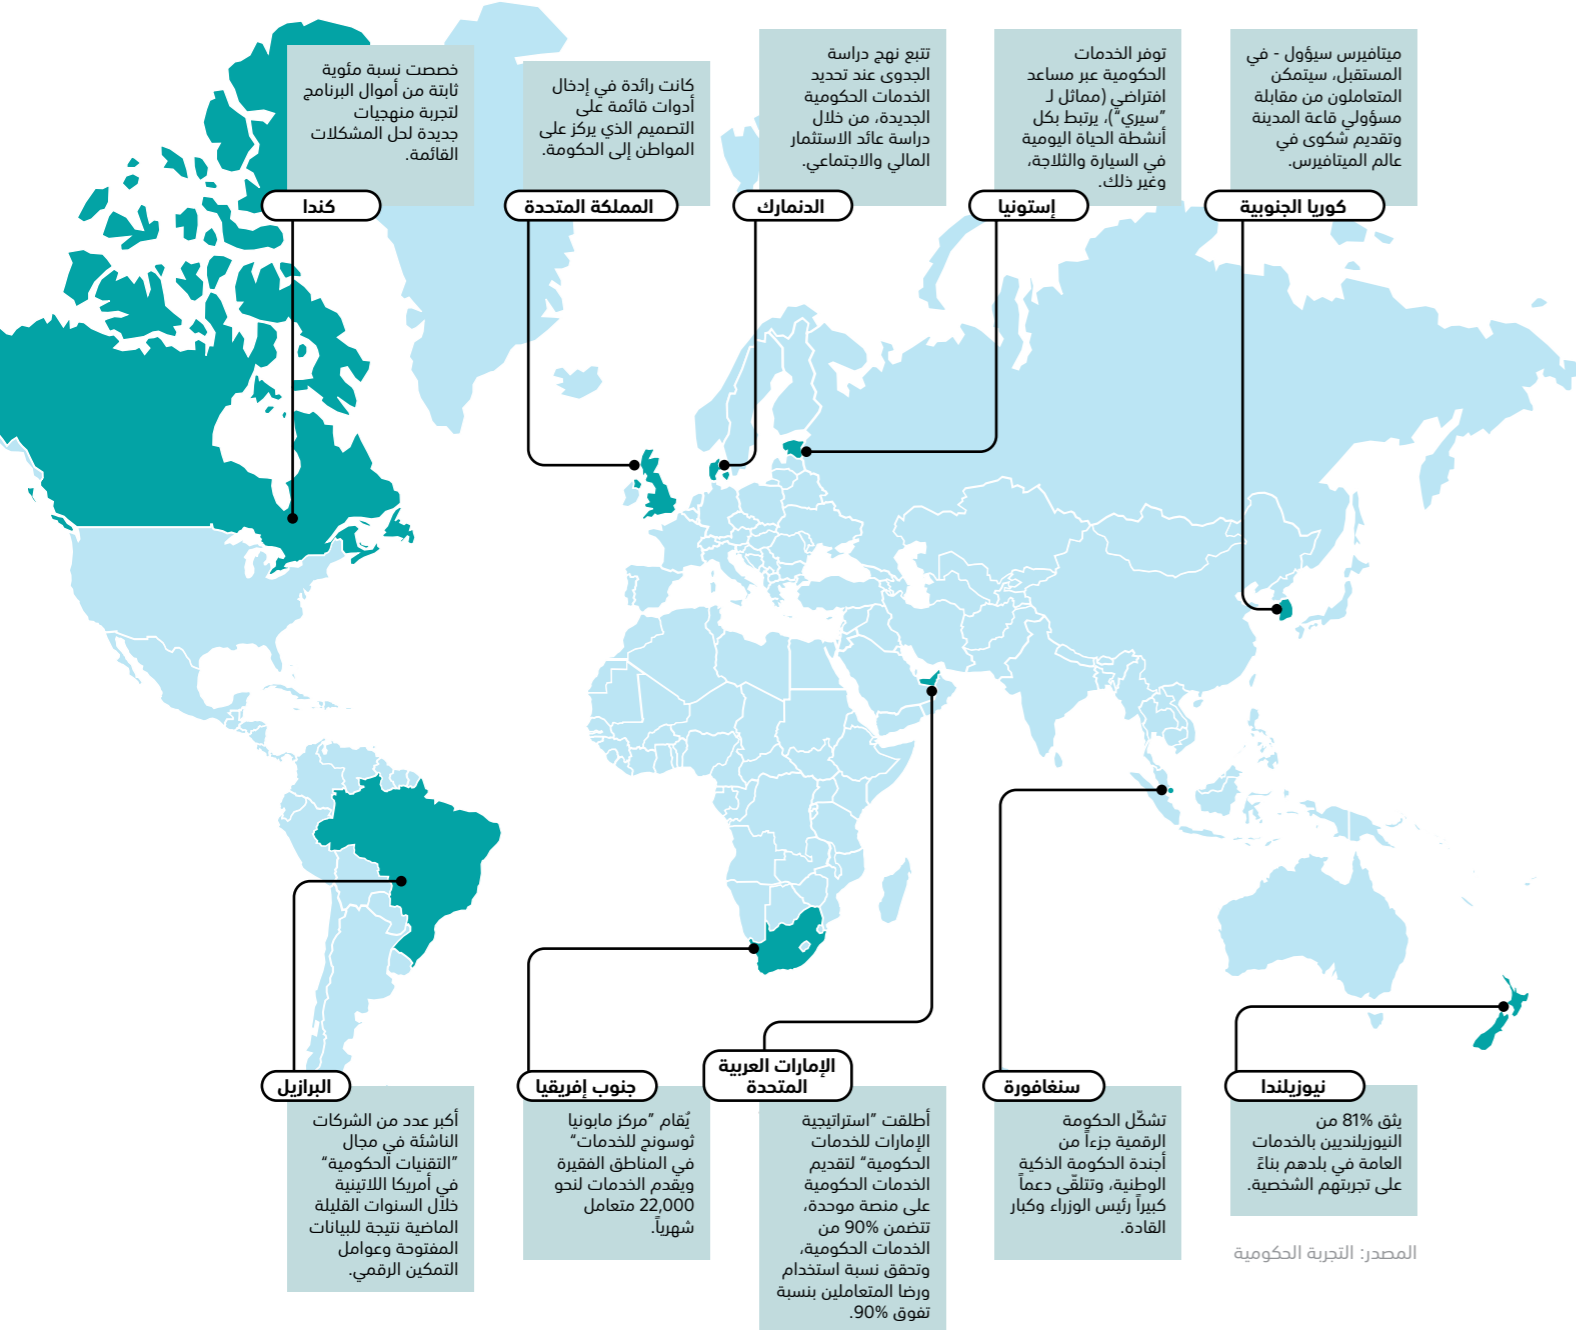 ميتافيرس سيؤول - في
المستقبل، سيتمكن
المتعاملون من مقابلة
مسؤولي قاعة المدينة
وتقديم شكوى في
عالم الميتافيرس.
كوريا الجنوبية
توفر الخدمات
الحكومية عبر مساعد
افتراضي (مماثل لـ
"سيري")، يرتبط بكل
أنشطة الحياة اليومية
في السيارة والثلاجة،
وغير ذلك.
إستونيا
تتبع نهج دراسة
الجدوى عند تحديد
الخدمات الحكومية
الجديدة، من خلال
دراسة عائد الاستثمار
المالي والاجتماعي.
الدنمارك
كانت رائدة في إدخال
أدوات قائمة على
التصميم الذي يركز على
المواطن إلى الحكومة.
المملكة المتحدة
خصصت نسبة مئوية
ثابتة من أموال البرنامج
لتجربة منهجيات
جديدة لحل المشكلات
القائمة.
كندا
نيوزيلندا
يثق 81% من
النيوزيلنديين بالخدمات
العامة في بلدهم بناءً
على تجربتهم الشخصية.
سنغافورة
تشكّل الحكومة
الرقمية جزءاً من
أجندة الحكومة الذكية
الوطنية، وتتلقّى دعماً
كبيراً رئيس الوزراء وكبار
القادة.
الإمارات العربية
المتحدة
أطلقت "استراتيجية
الإمارات للخدمات
الحكومية" لتقديم
الخدمات الحكومية
على منصة موحدة،
تتضمن 90% من
الخدمات الحكومية،
وتحقق نسبة استخدام
ورضا المتعاملين بنسبة
تفوق 90%.
جنوب إفريقيا
يُقام "مركز مابونيا
ثوسونج للخدمات"
في المناطق الفقيرة
ويقدم الخدمات لنحو
22,000 متعامل
شهرياً.
البرازيل
أكبر عدد من الشركات
الناشئة في مجال
"التقنيات الحكومية"
في أمريكا اللاتينية
خلال السنوات القليلة
الماضية نتيجة للبيانات
المفتوحة وعوامل
التمكين الرقمي.
المصدر: التجربة الحكومية